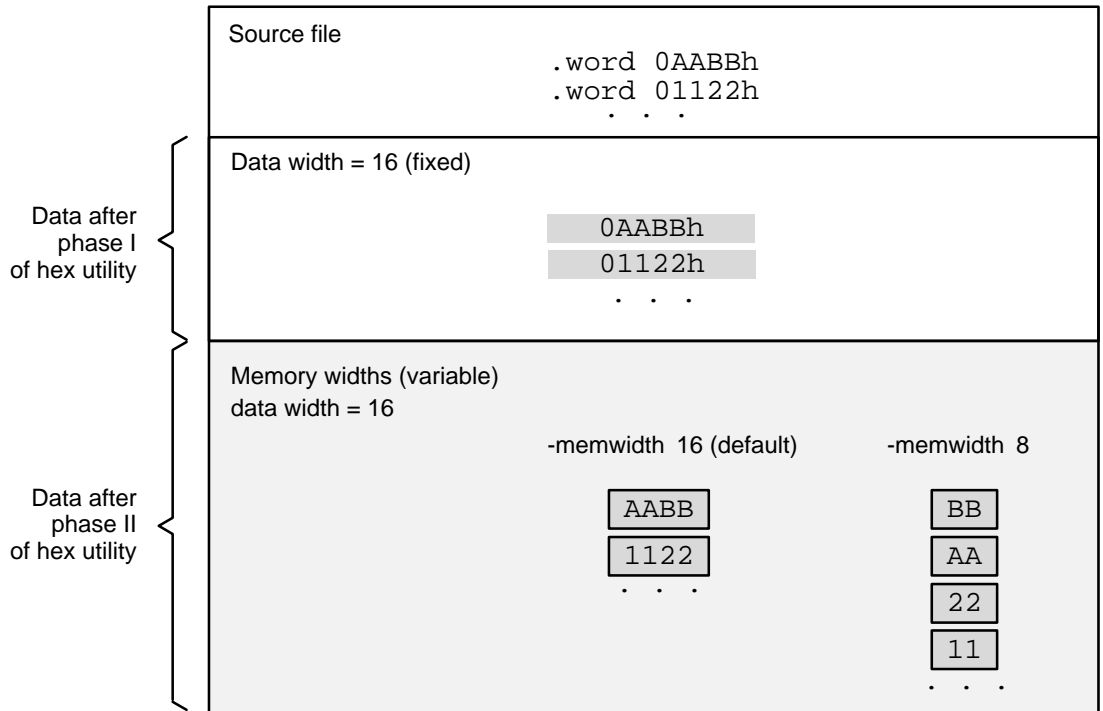 Source file
.word 0AABBh
.word 01122h
. . .
Data width = 16 (fixed)
Data after
phase I
of hex utility
0AABBh
01122h
. . .
Memory widths (variable)
data width = 16
-memwidth 16 (default)
-memwidth 8
Data after
phase II
of hex utility
AABB
1122
. . .
BB
AA
22
11
. . .